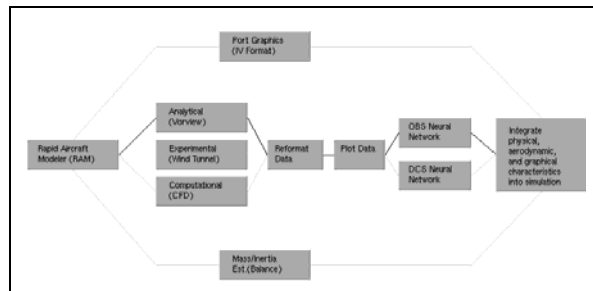 Port Graphics
(IV Format)
Analytical
(Vorview)
Rapid Aircraft
Modeler (RAM)
Experimental
(Wind Tunnel)
Computational
(CFD)
Reformat
Data
Plot Data
OBS Neural
Network
DCS Neural
Network
Integrate
physical,
aerodynamic,
and graphical
characteristics
into simulation
Mass/Inertia
Est.(Balance)